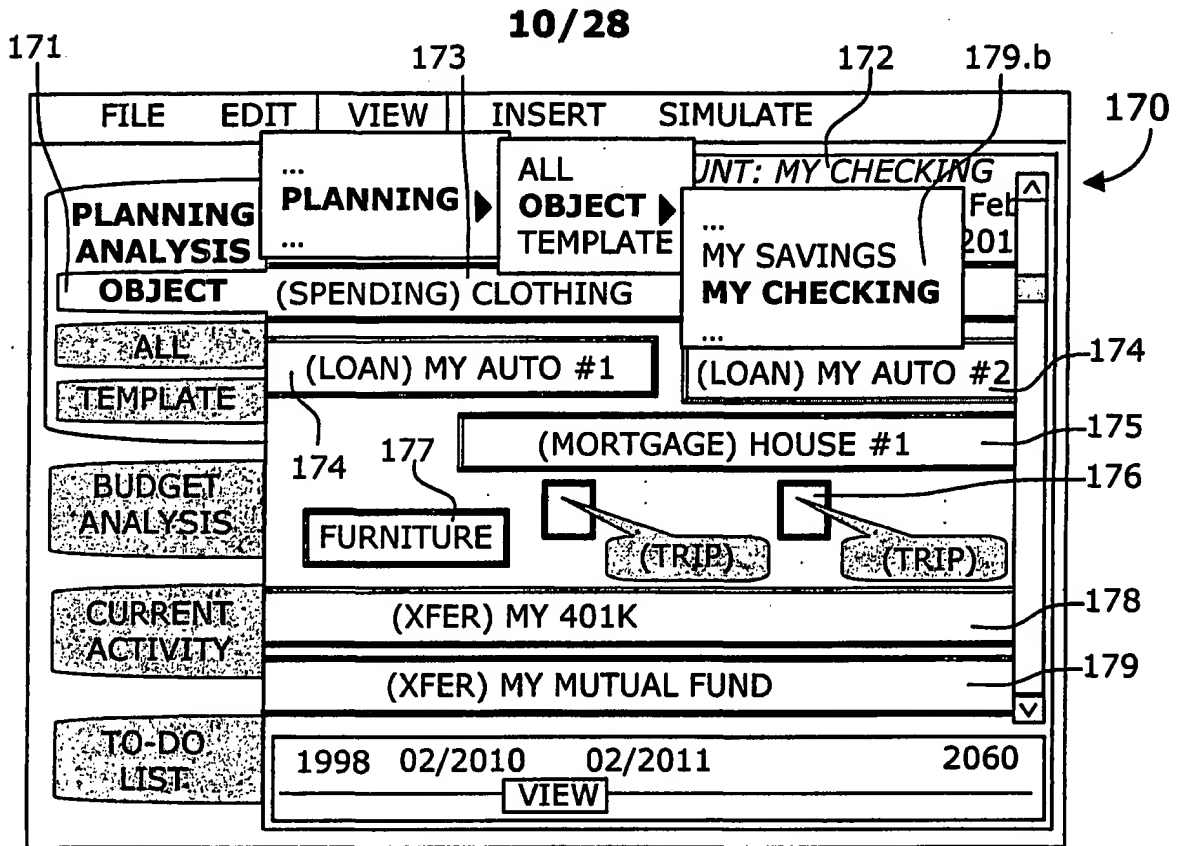 10/28
171
173
172
179.b
170
FILE EDIT VIEW INSERT SIMULATE
...
PLANNING
...
ALL
OBJECT
TEMPLATE
UNT: MY CHECKING
Feb
201
...
MY SAVINGS
MY CHECKING
...
PLANNING
ANALYSIS
OBJECT
ALL
TEMPLATE
(SPENDING) CLOTHING
(LOAN) MY AUTO #1
(LOAN) MY AUTO #2
174
(MORTGAGE) HOUSE #1
175
174
177
176
BUDGET
ANALYSIS
FURNITURE
(TRIP)
(TRIP)
CURRENT
ACTIVITY
(XFER) MY 401K
178
(XFER) MY MUTUAL FUND
179
TO-DO
LIST
1998 02/2010 02/2011 2060
VIEW